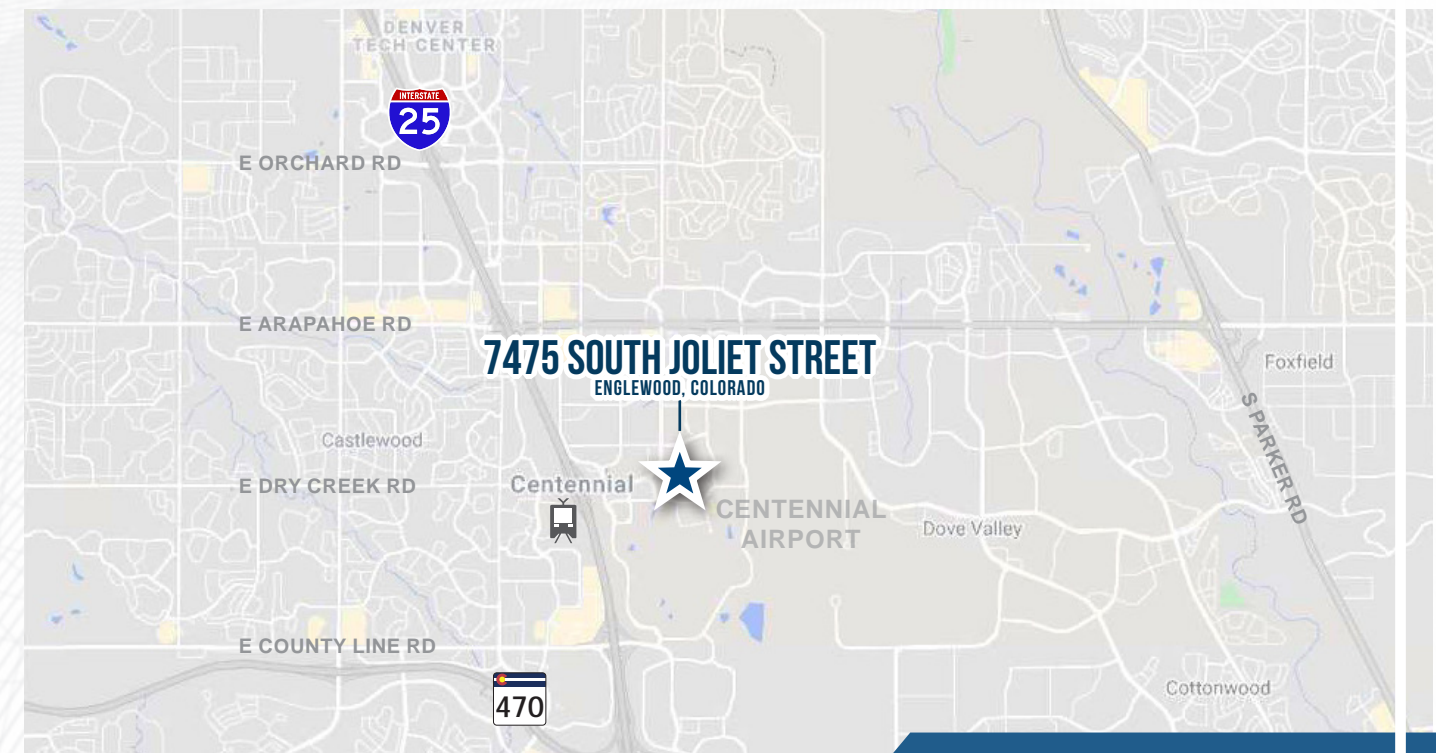 DENVER
TECH CENTER
INTERSTATE
25
E ORCHARD RD
E ARAPAHOE RD
7475 SOUTH JOLIET STREET
ENGLEWOOD, COLORADO
Foxfield
S PARKER RD
Castlewood
E DRY CREEK RD
Centennial
CENTENNIAL
AIRPORT
Dove Valley
E COUNTY LINE RD
470
Cottonwood